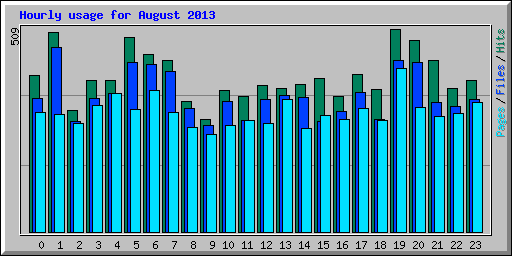 Hourly usage for August 2013
509
Pages / Files / Hits
0 1 2 3 4 5 6 7 8 9 10 11 12 13 14 15 16 17 18 19 20 21 22 23